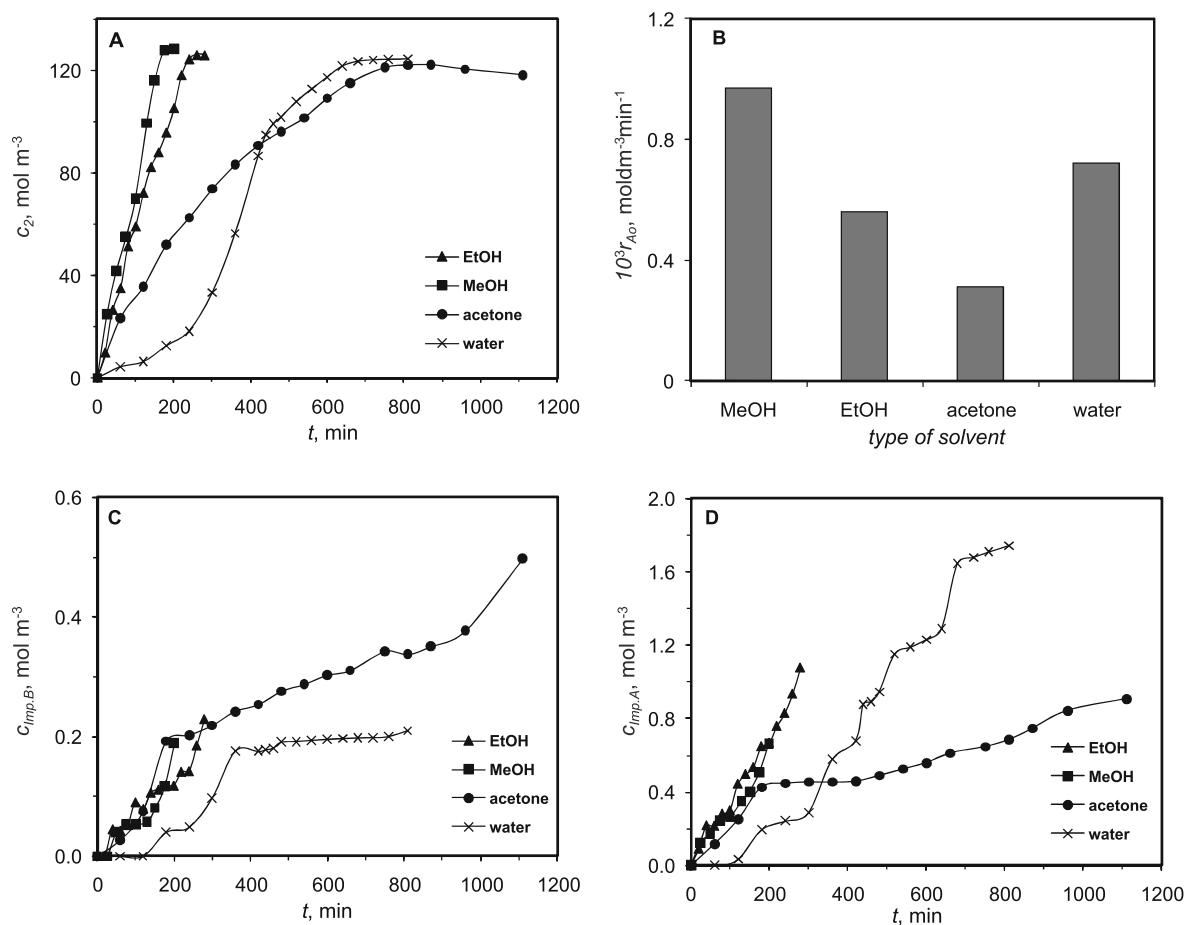 A
c₂, mol m⁻³
120
80
40
0
EtOH
MeOH
acetone
water
0 200 400 600 800 1000 1200
t, min
B
10³r_Ao, moldm⁻³min⁻¹
1.2
0.8
0.4
0
MeOH EtOH acetone water
type of solvent
C
c_Imp.B, mol m⁻³
0.6
0.4
0.2
0.0
EtOH
MeOH
acetone
water
0 200 400 600 800 1000 1200
t, min
D
c_Imp.A, mol m⁻³
2.0
1.6
1.2
0.8
0.4
0.0
EtOH
MeOH
acetone
water
0 200 400 600 800 1000 1200
t, min